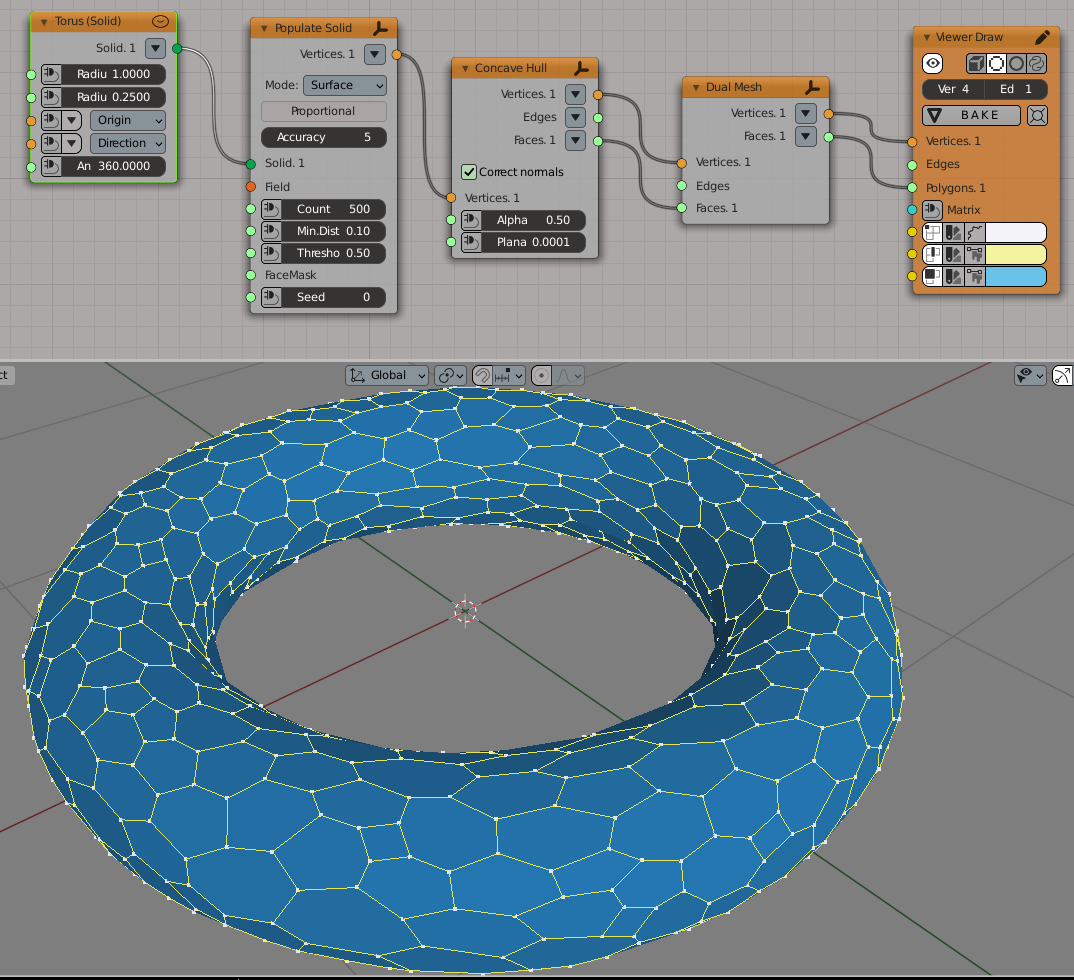 Torus (Solid)
Solid. 1
Radiu 1.0000
Radiu 0.2500
Origin
Direction
An 360.0000
Populate Solid
Vertices. 1
Mode: Surface
Proportional
Accuracy 5
Solid. 1
Field
Count 500
Min.Dist 0.10
Thresho 0.50
FaceMask
Seed 0
Concave Hull
Vertices. 1
Edges
Faces. 1
Correct normals
Vertices. 1
Alpha 0.50
Plana 0.0001
Dual Mesh
Vertices. 1
Faces. 1
Vertices. 1
Edges
Faces. 1
Viewer Draw
Ver 4 Ed 1
BAKE
Vertices. 1
Edges
Polygons. 1
Matrix
ct
Global